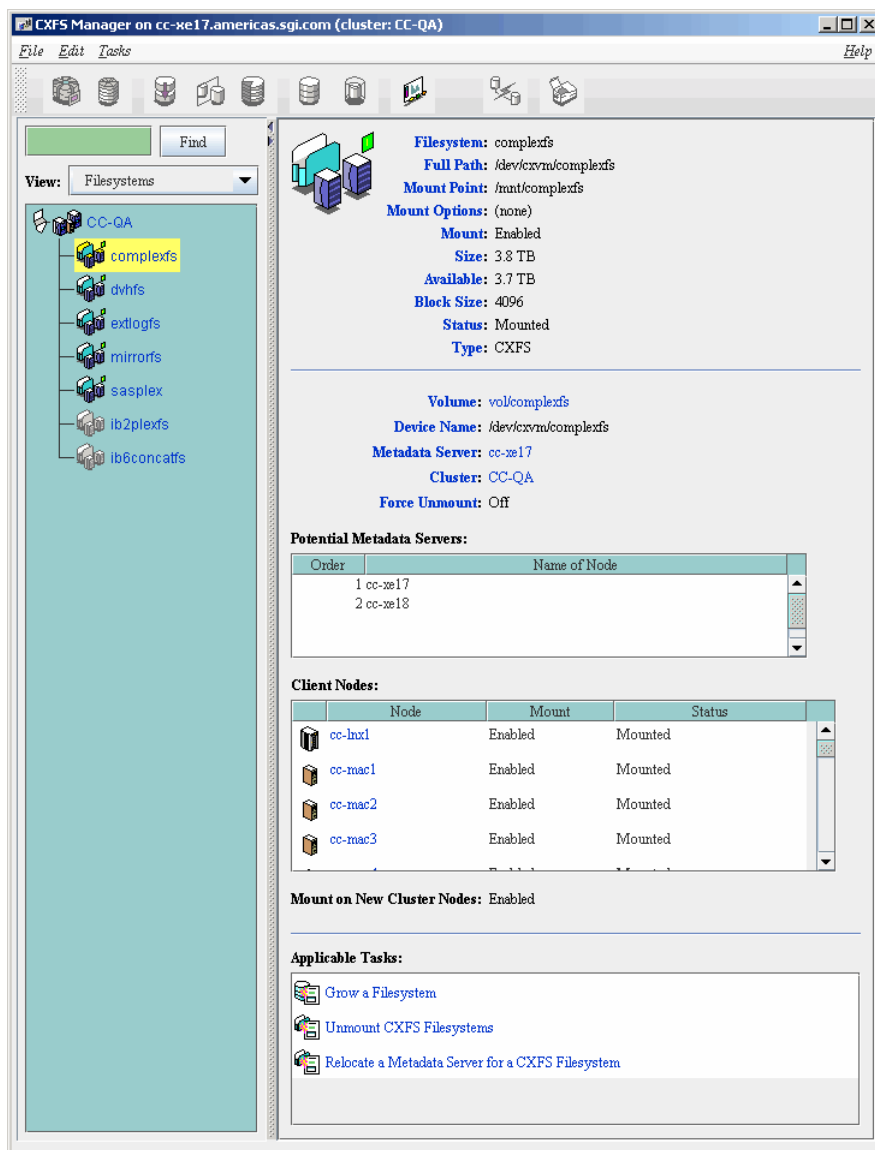 CXFS Manager on cc-xe17.americas.sgi.com (cluster: CC-QA)
File Edit Tasks Help
Find
View: Filesystems
CC-QA
complexfs
dvhfs
extlogfs
mirrorfs
sasplex
ib2plexfs
ib6concatfs
Filesystem: complexfs
Full Path: /dev/cxvm/complexfs
Mount Point: /mnt/complexfs
Mount Options: (none)
Mount: Enabled
Size: 3.8 TB
Available: 3.7 TB
Block Size: 4096
Status: Mounted
Type: CXFS
Volume: vol/complexfs
Device Name: /dev/cxvm/complexfs
Metadata Server: cc-xe17
Cluster: CC-QA
Force Unmount: Off
Potential Metadata Servers:
Order Name of Node
1 cc-xe17
2 cc-xe18
Client Nodes:
Node Mount Status
cc-lnx1 Enabled Mounted
cc-mac1 Enabled Mounted
cc-mac2 Enabled Mounted
cc-mac3 Enabled Mounted
Mount on New Cluster Nodes: Enabled
Applicable Tasks:
Grow a Filesystem
Unmount CXFS Filesystems
Relocate a Metadata Server for a CXFS Filesystem